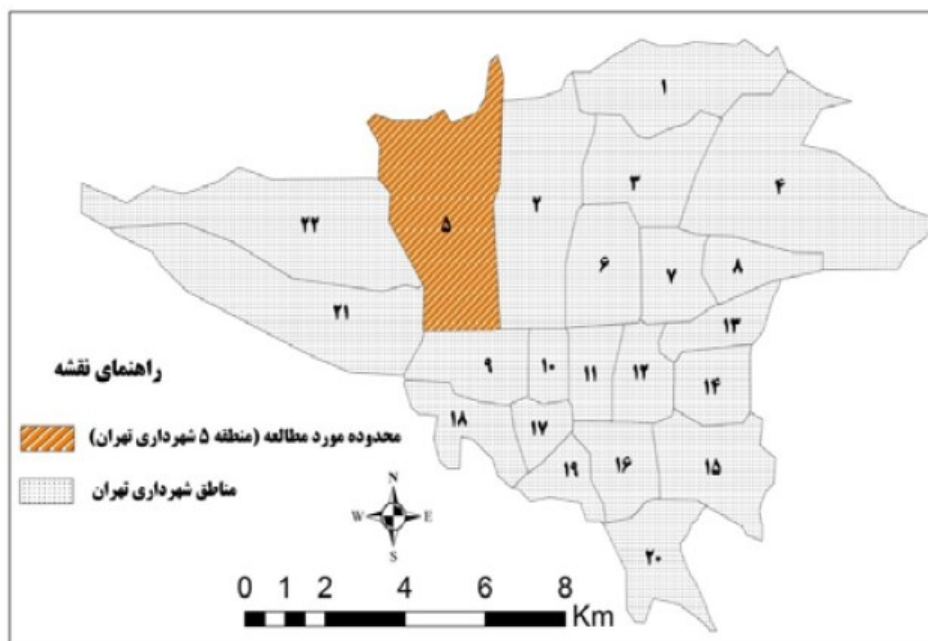 ۱
۲
۳
۴
۵
۲۲
۶
۷
۸
۲۱
۱۳
۹
۱۰
۱۱
۱۲
۱۴
۱۸
۱۷
۱۹
۱۶
۱۵
۲۰
راهنمای نقشه
محدوده مورد مطالعه (منطقه ۵ شهرداری تهران)
مناطق شهرداری تهران
N
W E
S
0 1 2 4 6 8
Km